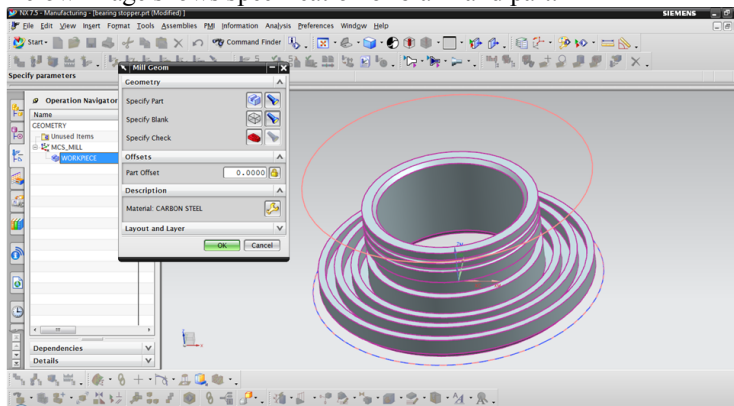 NX 7.5 - Manufacturing - [bearing stopper.prt (Modified) ]
SIEMENS
File Edit View Insert Format Tools Assemblies PMI Information Analysis Preferences Window Help
Start Command Finder
Specify parameters
Operation Navigator
Name
GEOMETRY
Unused Items
MCS_MILL
WORKPIECE
Dependencies
Details
Mill Geom
Geometry
Specify Part
Specify Blank
Specify Check
Offsets
Part Offset 0.0000
Description
Material: CARBON STEEL
Layout and Layer
OK Cancel